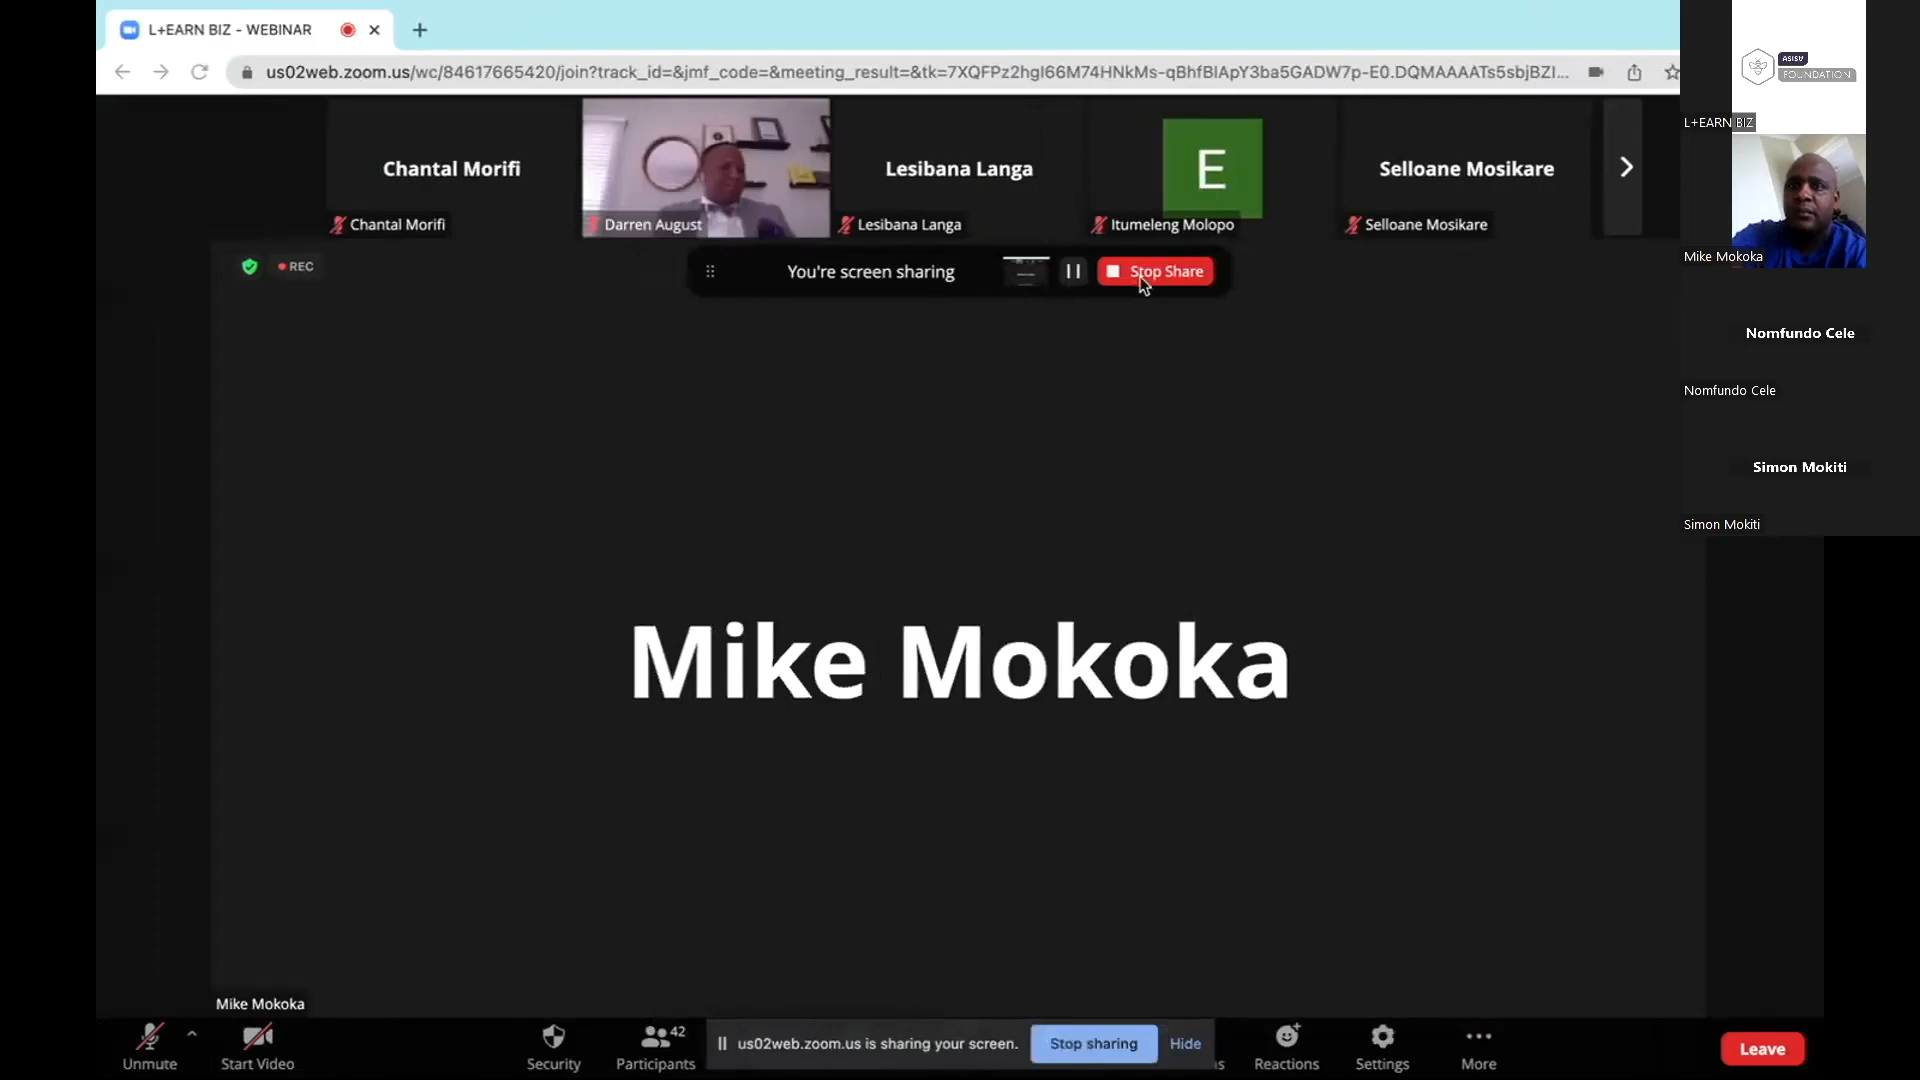 L+EARN BIZ - WEBINAR
us02web.zoom.us/wc/84617665420/join?track_id=&jmf_code=&meeting_result=&tk=7XQFPz2hgl66M74HNkMs-qBhfBlApY3ba5GADW7p-E0.DQMAAAATs5sbjBZI...
ASISA
FOUNDATION
L+EARN BIZ
Chantal Morifi
Lesibana Langa
E
Selloane Mosikare
Chantal Morifi
Darren August
Lesibana Langa
Itumeleng Molopo
Selloane Mosikare
Mike Mokoka
REC
You're screen sharing
Stop Share
Nomfundo Cele
Nomfundo Cele
Simon Mokiti
Simon Mokiti
Mike Mokoka
Mike Mokoka
Unmute
Start Video
Security
42
Participants
us02web.zoom.us is sharing your screen.
Stop sharing
Hide
s
Reactions
Settings
More
Leave